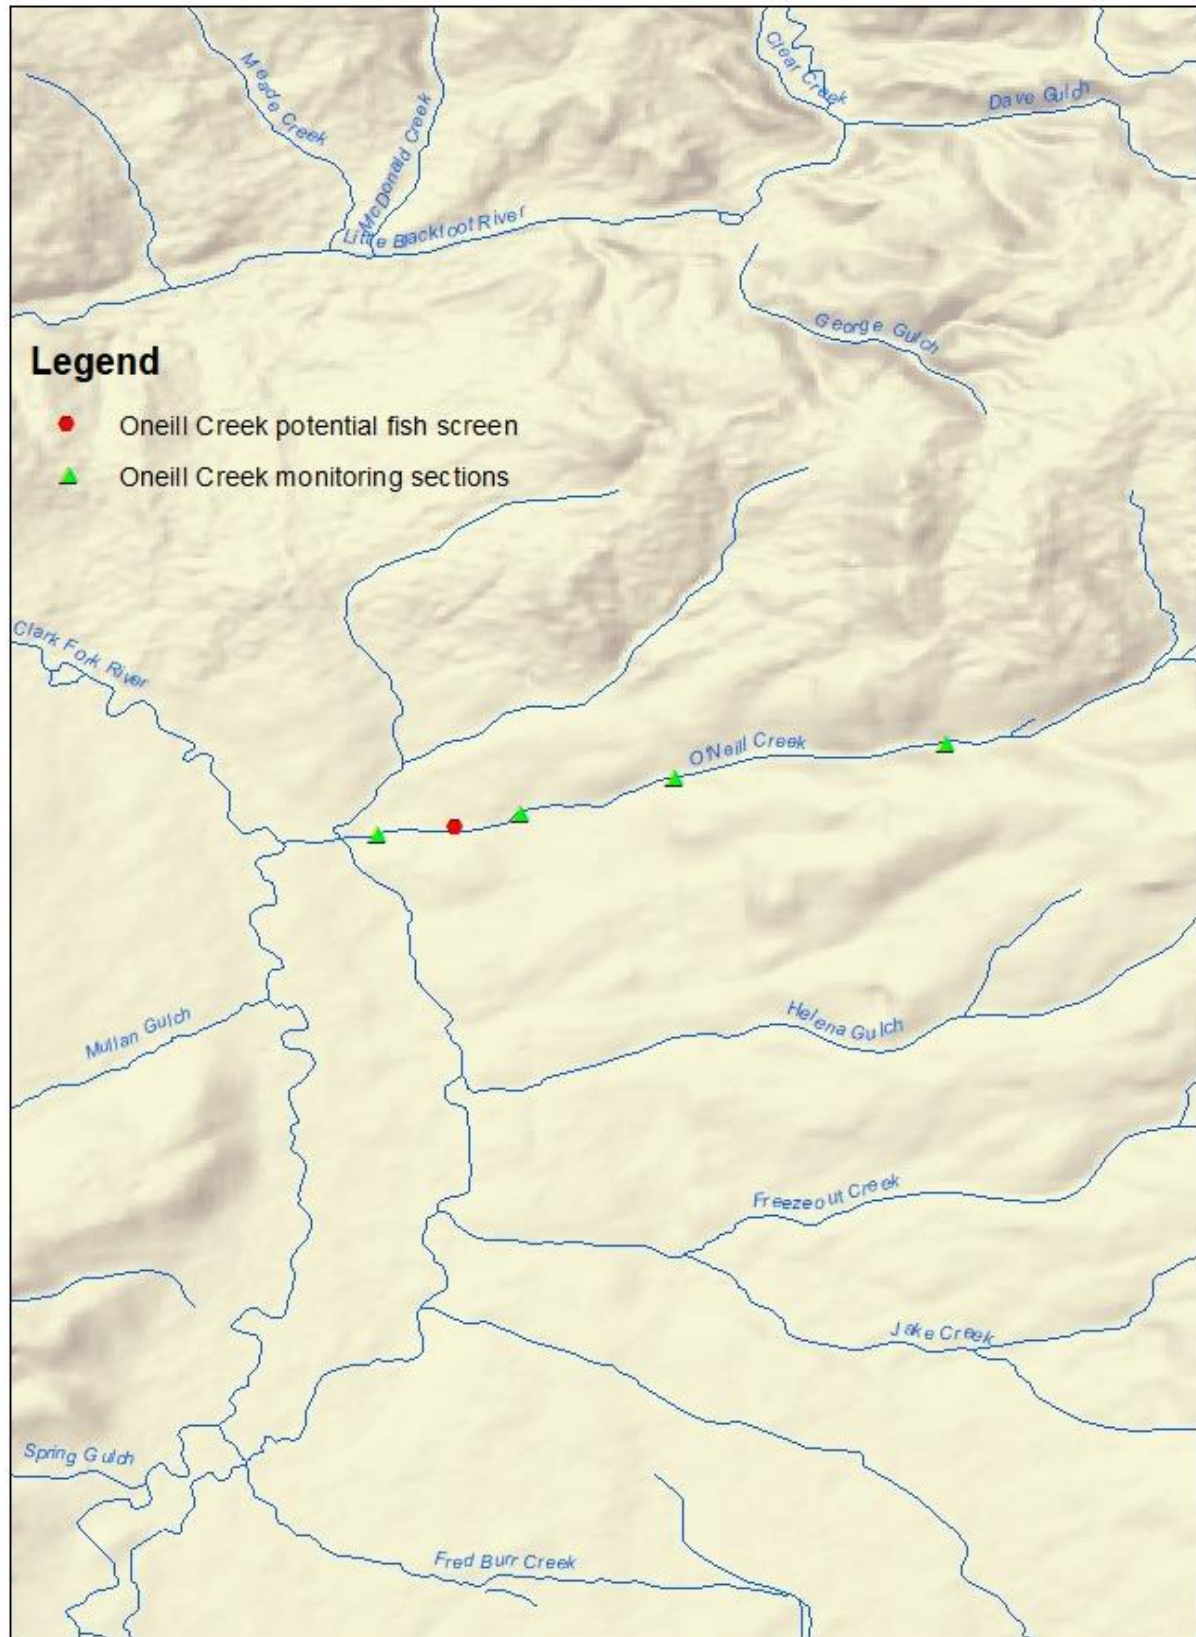 Meade Creek
McDonald Creek
Clear Creek
Dave Gulch
Little Blackfoot River
George Gulch
Legend
Oneill Creek potential fish screen
Oneill Creek monitoring sections
Clark Fork River
O'Neill Creek
Mullan Gulch
Helena Gulch
Freezeout Creek
Jake Creek
Spring Gulch
Fred Burr Creek